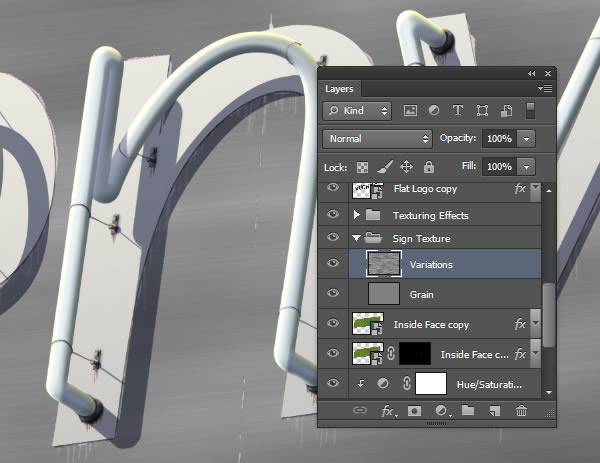 Layers
Kind
T
Normal
Opacity: 100%
Lock:
Fill: 100%
Flat Logo copy
fx
Texturing Effects
Sign Texture
Variations
Grain
Inside Face copy
fx
Inside Face c...
fx
Hue/Saturati...
fx.